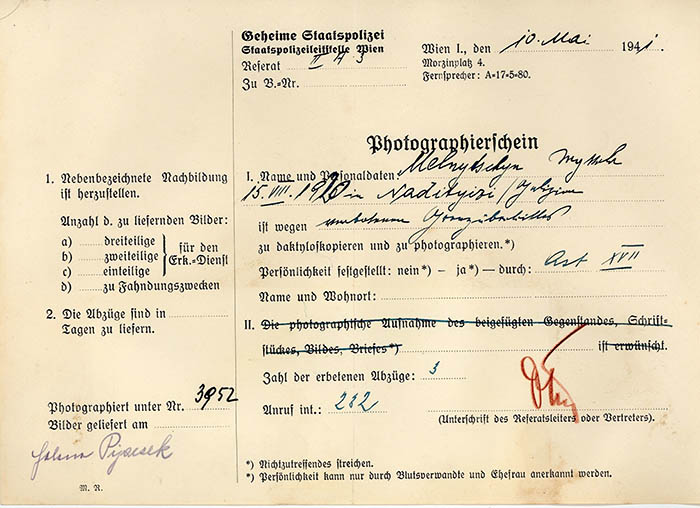 Geheime Staatspolizei
Staatspolizeileitstelle Wien
Referat II A 3
Zu B.=Nr.
Wien I., den 10. Mai 1941.
Morzinplatz 4.
Fernsprecher: A=17=5=80.
Photographierschein
1. Nebenbezeichnete Nachbildung
ist herzustellen.
Anzahl d. zu liefernden Bilder:
a) dreiteilige
b) zweiteilige
c) einteilige
für den
Erk.=Dienst
d) zu Fahndungszwecken
2. Die Abzüge sind in
Tagen zu liefern.
Photographiert unter Nr. 3952
Bilder geliefert am
M. R.
I. Name und Personaldaten:
15. VIII. 19 in
ist wegen
zu daktyloskopieren und zu photographieren.*)
Persönlichkeit festgestellt: nein*) – ja*) – durch: Ast XVII
Name und Wohnort:
II. Die photographische Aufnahme des beigefügten Gegenstandes, Schrift=
stückes, Bildes, Briefes*) ist erwünscht.
Zahl der erbetenen Abzüge: 3
Anruf int.: 282
(Unterschrift des Referatsleiters oder Vertreters).
*) Nichtzutreffendes streichen.
*) Persönlichkeit kann nur durch Blutsverwandte und Ehefrau anerkannt werden.